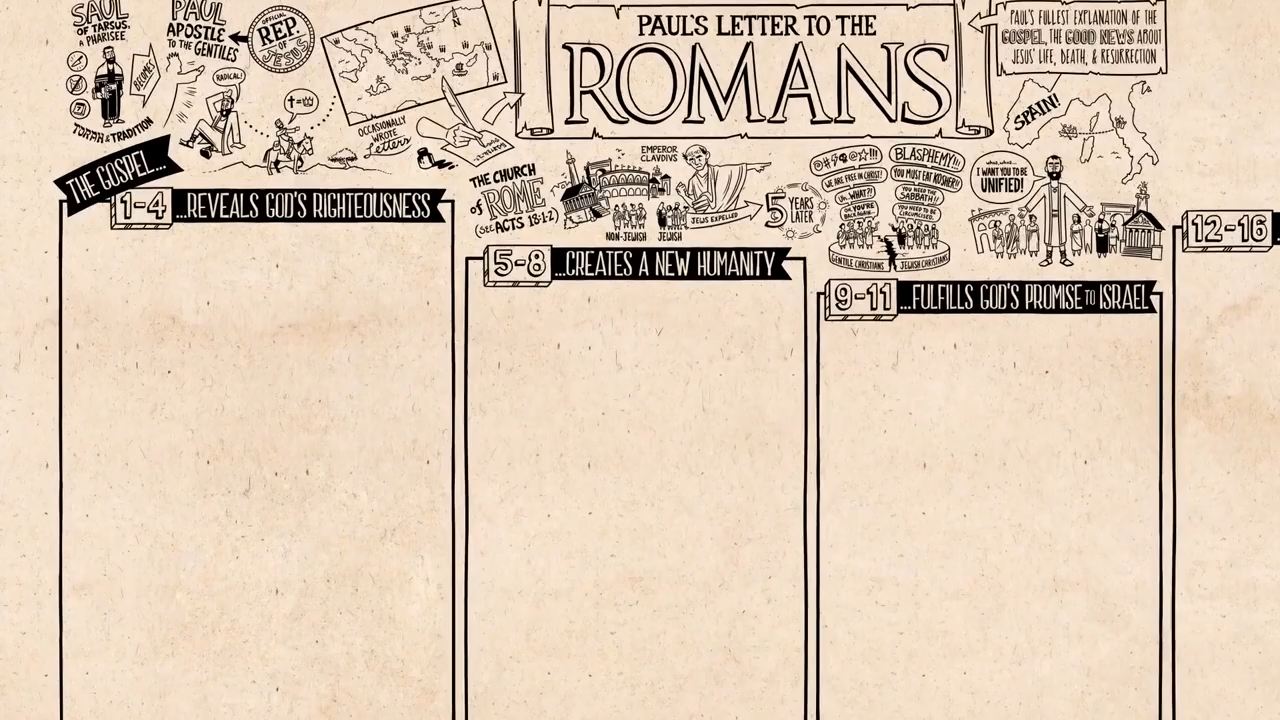 SAUL
OF TARSUS,
A PHARISEE
TORAH & TRADITION
BECOMES
PAUL
APOSTLE
TO THE GENTILES
RADICAL!
OFFICIAL
REP.
OF
JESUS
OCCASIONALLY
WROTE
Letters
PAUL'S LETTER TO THE
ROMANS
PAUL'S FULLEST EXPLANATION OF THE
GOSPEL, THE GOOD NEWS ABOUT
JESUS' LIFE, DEATH, & RESURRECTION
SPAIN!
THE CHURCH
of ROME
(SEE ACTS 18:1-2)
NON-JEWISH
JEWISH
EMPEROR
CLAUDIUS
JEWS EXPELLED
5 YEARS
LATER
@*$%@☆!!!
WE ARE FREE IN CHRIST!
WHAT?!
YOU'RE
BACK AGAIN
BLASPHEMY!!!
YOU MUST EAT KOSHER!!
YOU NEED THE
SABBATH!!
YOU NEED TO BE
CIRCUMCISED.
GENTILE CHRISTIANS
JEWISH CHRISTIANS
I WANT YOU TO BE
UNIFIED!
THE GOSPEL...
1-4 ...REVEALS GOD'S RIGHTEOUSNESS
5-8 ...CREATES A NEW HUMANITY
9-11 ...FULFILLS GOD'S PROMISE TO ISRAEL
12-16